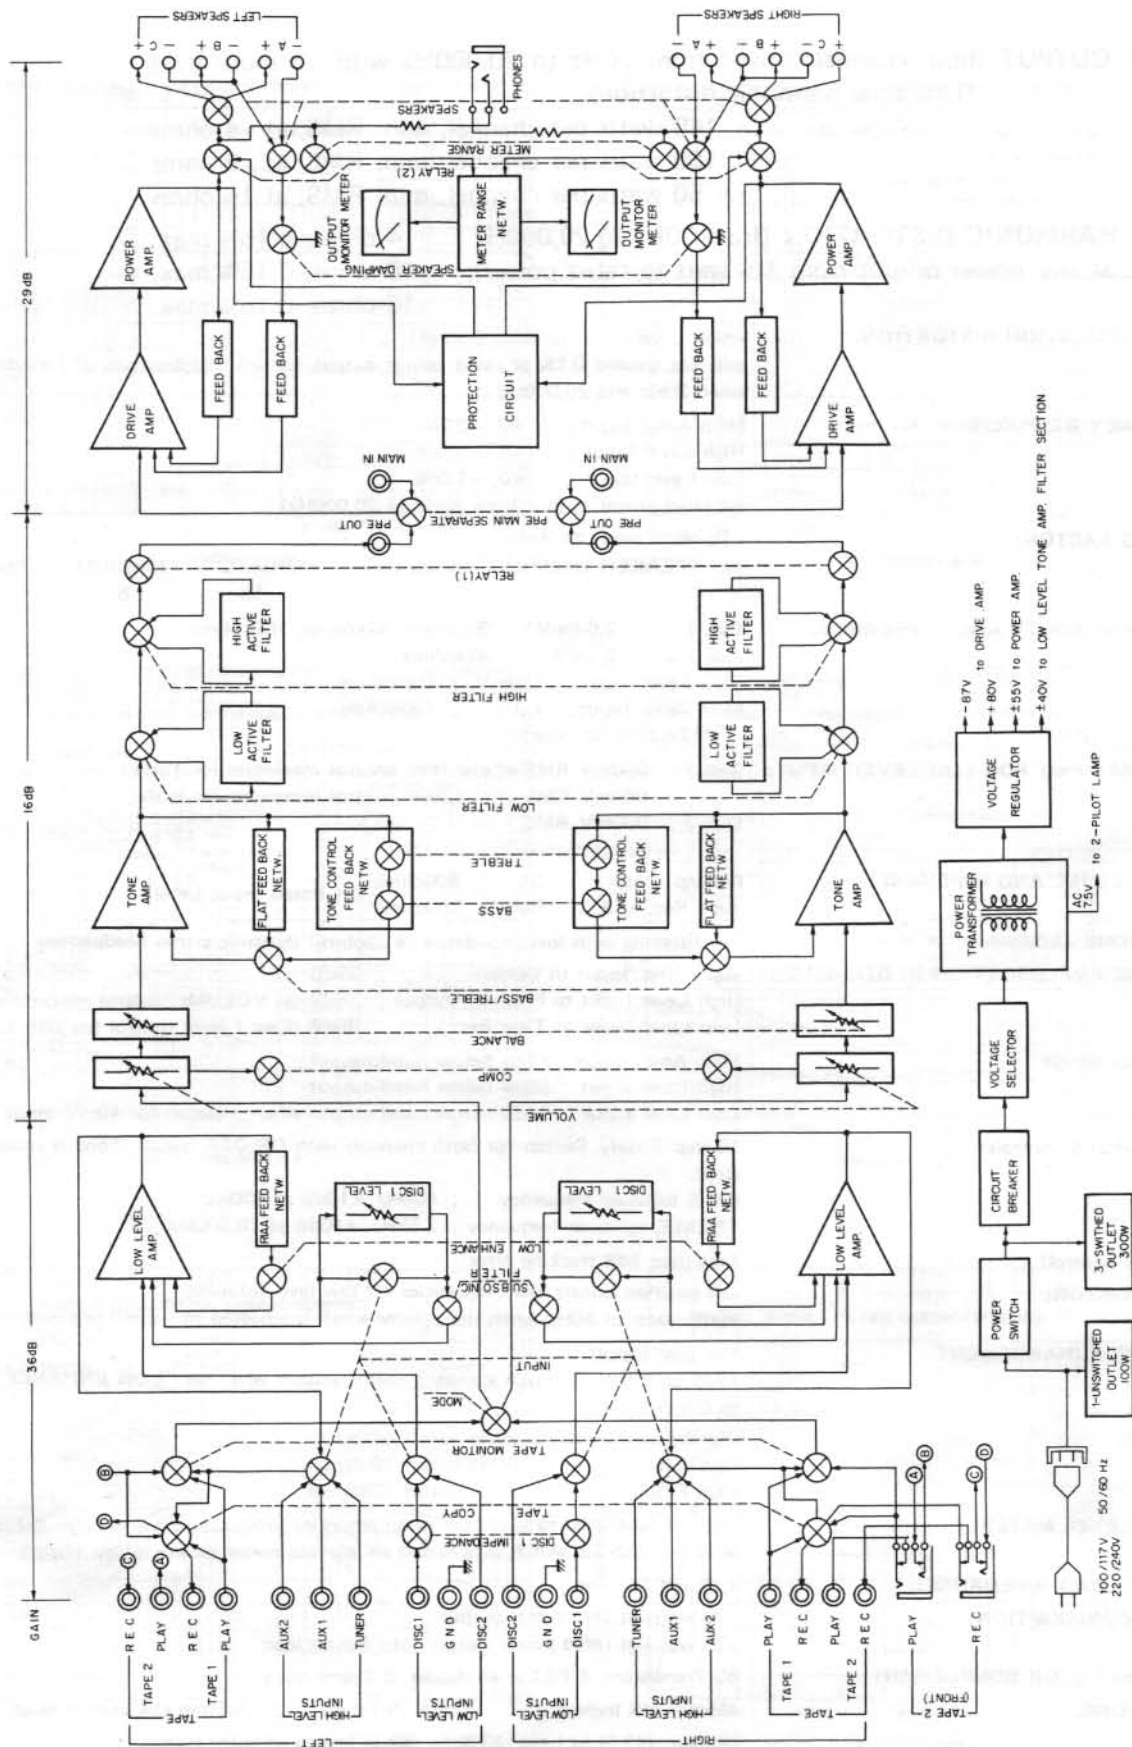 GAIN
36dB
16dB
29dB
LEFT
TAPE
TAPE 2
REC
PLAY
TAPE 1
REC
PLAY
HIGH LEVEL
INPUTS
AUX2
AUX1
TUNER
LOW LEVEL
INPUTS
DISC1
GND
DISC2
RIGHT
LOW LEVEL
INPUTS
DISC2
GND
DISC1
HIGH LEVEL
INPUTS
TUNER
AUX1
AUX2
TAPE
TAPE 1
PLAY
REC
TAPE 2
PLAY
REC
TAPE 2
(FRONT)
PLAY
REC
A
B
C
D
C
A
D
B
TAPE
COPY
DISC 1 IMPEDANCE
TAPE MONITOR
MODE
INPUT
SUBSONIC
FILTER
LOW ENHANCE
LOW LEVEL
AMP.
RIAA FEED BACK
NETW.
DISC1
LEVEL
DISC1
LEVEL
RIAA FEED BACK
NETW.
LOW LEVEL
AMP.
VOLUME
COMP
BALANCE
BASS/TREBLE
TONE
AMP.
FLAT FEED BACK
NETW.
TONE CONTROL
FEED BACK
NETW.
BASS
TREBLE
TONE CONTROL
FEED BACK
NETW.
FLAT FEED BACK
NETW.
TONE
AMP
LOW FILTER
LOW
ACTIVE
FILTER
LOW
ACTIVE
FILTER
HIGH FILTER
HIGH
ACTIVE
FILTER
HIGH
ACTIVE
FILTER
RELAY(1)
PRE OUT
MAIN IN
PRE MAIN SEPARATE
PRE OUT
MAIN IN
DRIVE
AMP
FEED BACK
FEED BACK
PROTECTION
CIRCUIT
FEED BACK
FEED BACK
DRIVE
AMP
POWER
AMP.
POWER
AMP.
SPEAKER DAMPING
OUTPUT
MONITOR METER
METER RANGE
NETW.
OUTPUT
MONITOR
METER
RELAY(2)
METER RANGE
SPEAKERS
PHONES
LEFT SPEAKERS
+ C − + B − + A −
RIGHT SPEAKERS
− A + − B + − C +
100/117V
220/240V
50/60 Hz
1-UNSWITCHED
OUTLET
100W
POWER
SWITCH
3-SWITHED
OUTLET
300W
CIRCUIT
BREAKER
VOLTAGE
SELECTOR
POWER
TRANSFORMER
AC
7.5V
to 2-PILOT LAMP
VOLTAGE
REGULATOR
−87V to DRIVE AMP.
+80V
±55V to POWER AMP.
±40V to LOW LEVEL TONE AMP. FILTER SECTION